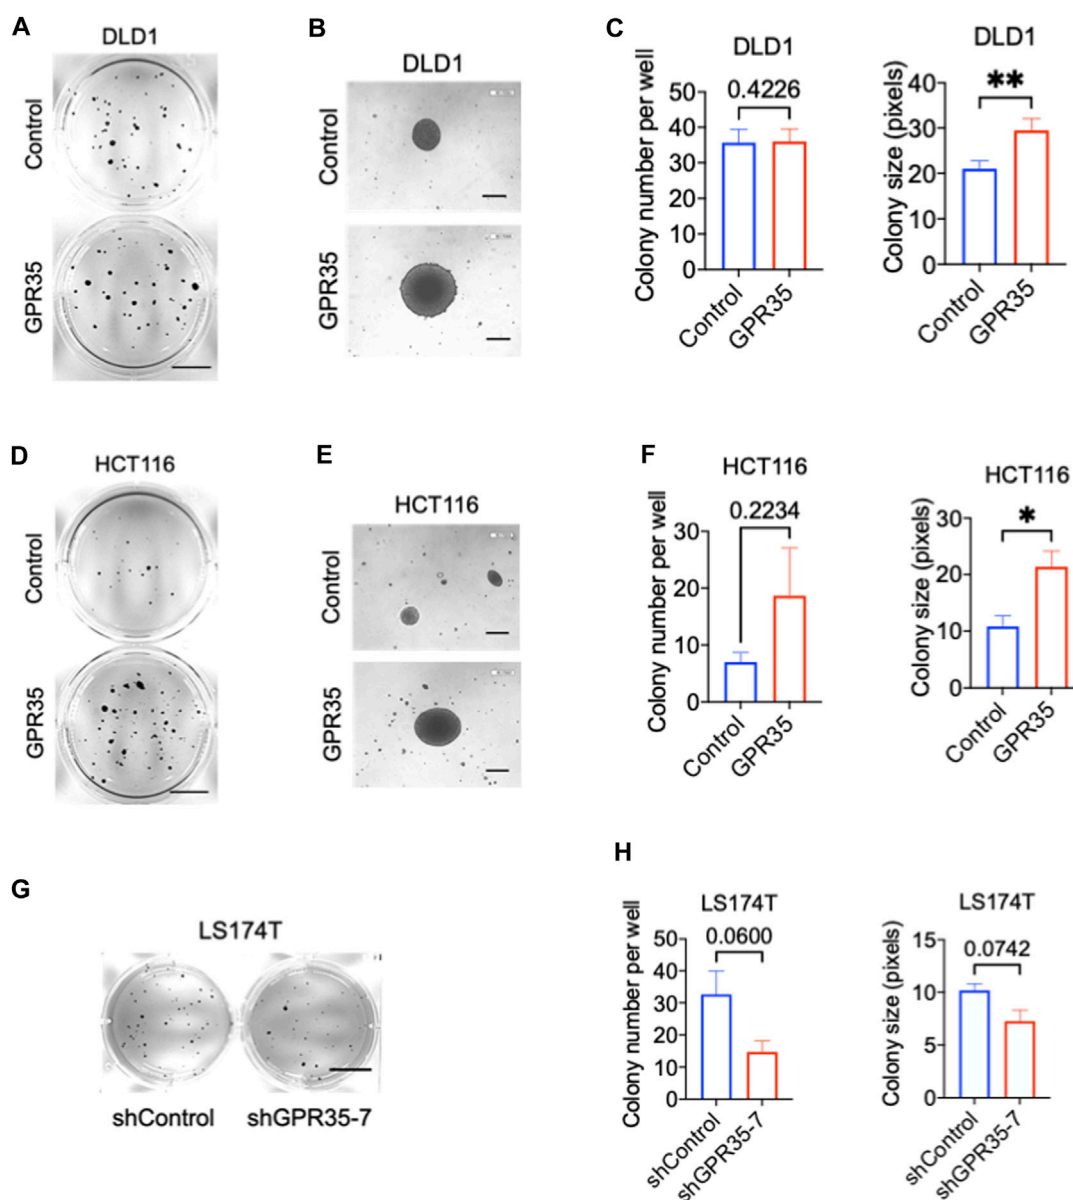 A
DLD1
Control
GPR35
B
DLD1
Control
GPR35
C
DLD1
0.4226
Colony number per well
50
40
30
20
10
0
Control
GPR35
DLD1
**
Colony size (pixels)
40
30
20
10
0
Control
GPR35
D
HCT116
Control
GPR35
E
HCT116
Control
GPR35
F
HCT116
0.2234
Colony number per well
30
20
10
0
Control
GPR35
HCT116
*
Colony size (pixels)
30
20
10
0
Control
GPR35
G
LS174T
shControl
shGPR35-7
H
LS174T
0.0600
Colony number per well
50
40
30
20
10
0
shControl
shGPR35-7
LS174T
0.0742
Colony size (pixels)
15
10
5
0
shControl
shGPR35-7